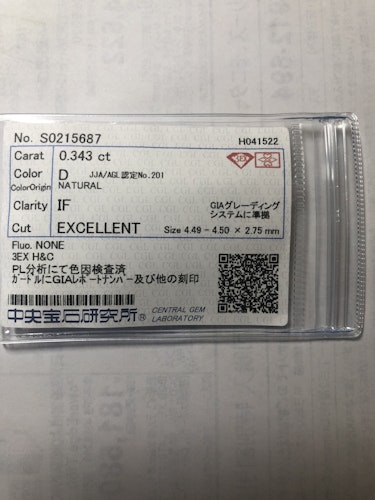 No. S0215687
H041522
Carat 0.343 ct
Color D JJA/AGL認定No.201
ColorOrigin NATURAL
Clarity IF GIAグレーディング
システムに準拠
Cut EXCELLENT Size 4.49 - 4.50 × 2.75 mm
Fluo. NONE
3EX H&C
PL分析にて色因検査済
ガードルにGIAレポートナンバー及び他の刻印
中央宝石研究所® CENTRAL GEM
LABORATORY